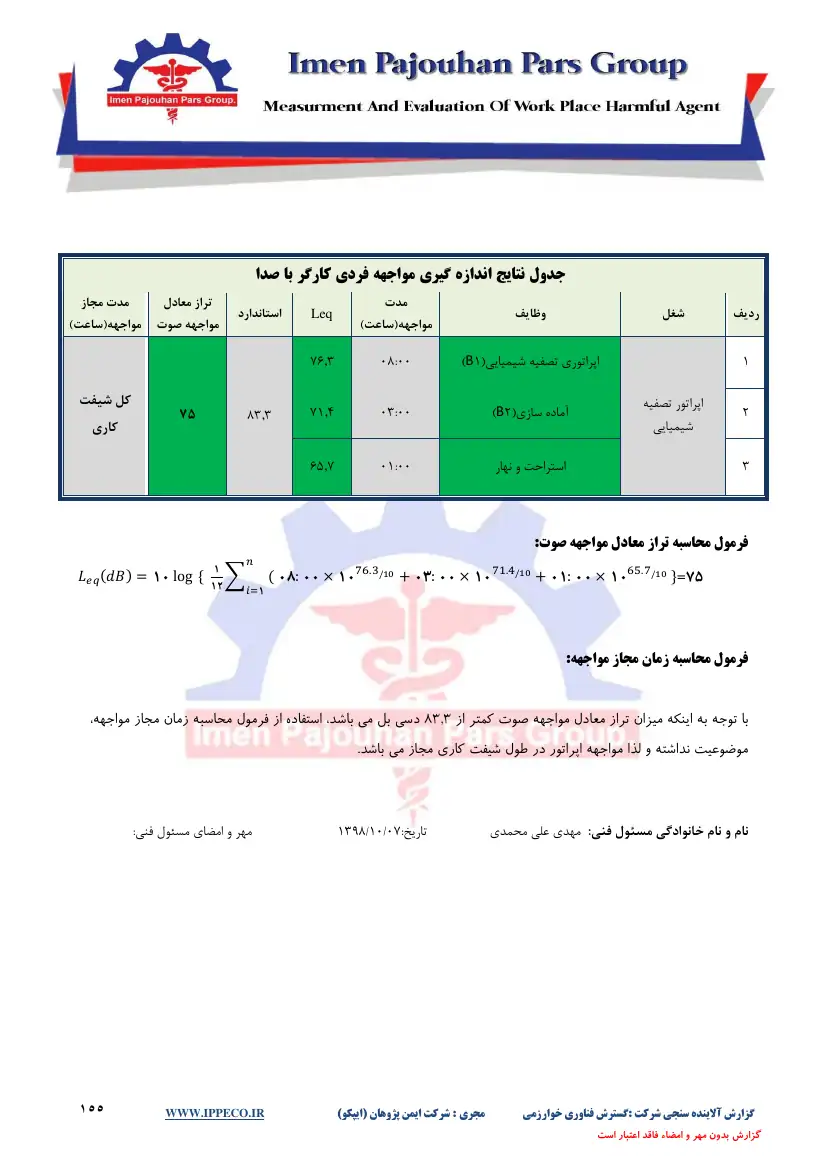 Imen Pajouhan Pars Group
Imen Pajouhan Pars Group.
Measurment And Evaluation Of Work Place Harmful Agent
جدول نتایج اندازه گیری مواجهه فردی کارگر با صدا
ردیف شغل وظایف مدت مواجهه(ساعت) Leq استاندارد تراز معادل مواجهه صوت مدت مجاز مواجهه(ساعت)
۱ اپراتور تصفیه شیمیایی اپراتوری تصفیه شیمیایی(B۱) ۰۸:۰۰ ۷۶,۳ ۸۳,۳ ۷۵ کل شیفت کاری
۲ آماده سازی(B۲) ۰۳:۰۰ ۷۱,۴
۳ استراحت و نهار ۰۱:۰۰ ۶۵,۷
فرمول محاسبه تراز معادل مواجهه صوت:
L_eq(dB) = ۱۰ log { ۱/۱۲ ∑_{i=۱}^{n} ( ۰۸: ۰۰ × ۱۰^{76.3/10} + ۰۳: ۰۰ × ۱۰^{71.4/10} + ۰۱: ۰۰ × ۱۰^{65.7/10} }=۷۵
فرمول محاسبه زمان مجاز مواجهه:
با توجه به اینکه میزان تراز معادل مواجهه صوت کمتر از ۸۳,۳ دسی بل می باشد. استفاده از فرمول محاسبه زمان مجاز مواجهه،
موضوعیت نداشته و لذا مواجهه اپراتور در طول شیفت کاری مجاز می باشد.
Imen Pajouhan Pars Group
نام و نام خانوادگی مسئول فنی: مهدی علی محمدی تاریخ:۱۳۹۸/۱۰/۰۷ مهر و امضای مسئول فنی:
گزارش آلاینده سنجی شرکت :گسترش فناوری خوارزمی مجری : شرکت ایمن پژوهان (ایپکو) WWW.IPPECO.IR ۱۵۵
گزارش بدون مهر و امضاء فاقد اعتبار است